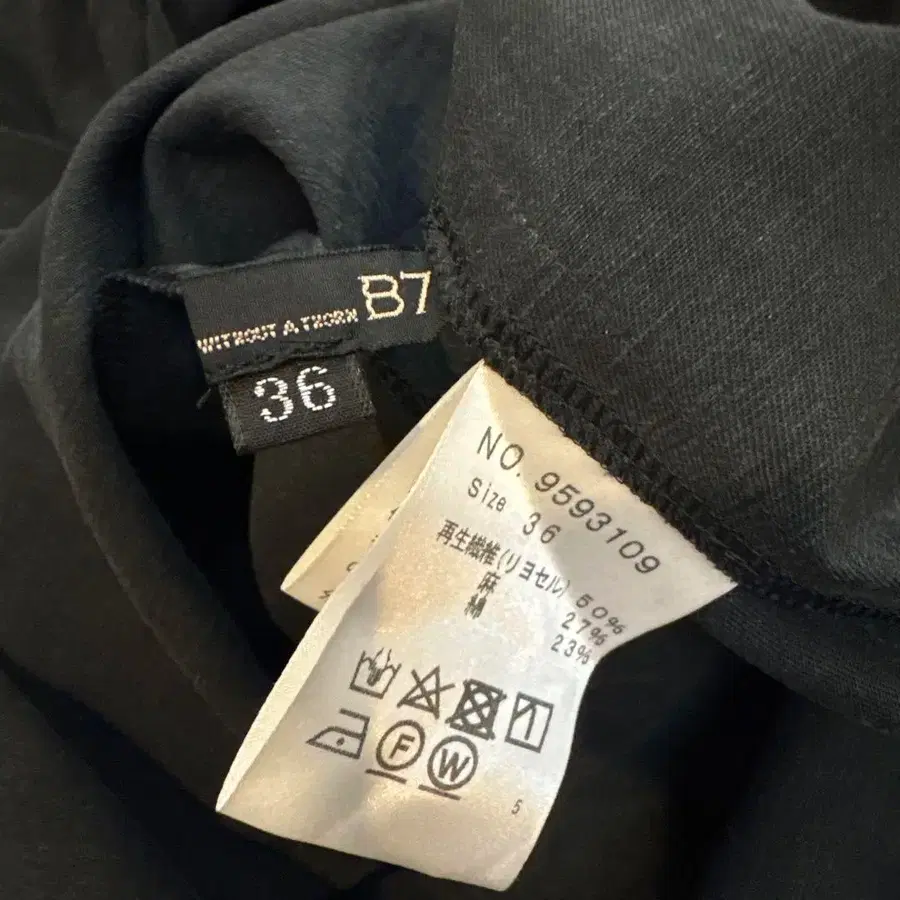 WITHOUT A THORN B7
36
NO. 9593109
Size 36
再生繊維(リヨセル) 50%
麻 27%
綿 23%
F W
5